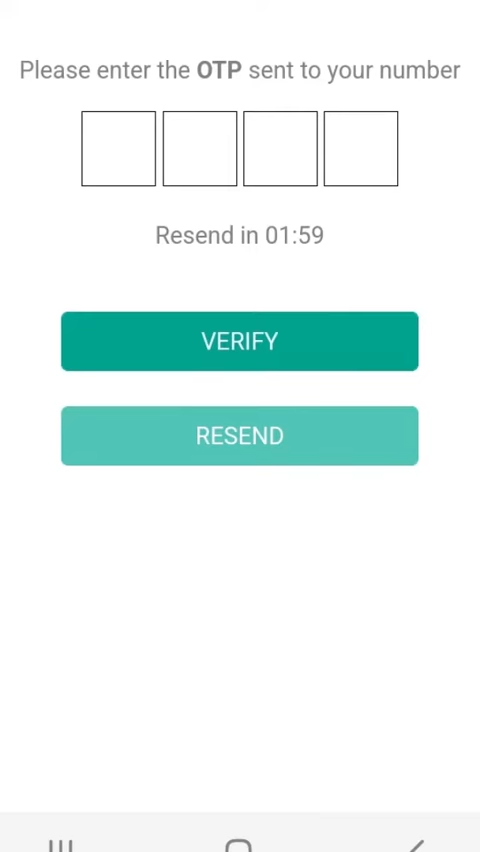 Please enter the OTP sent to your number
Resend in 01:59
VERIFY
RESEND